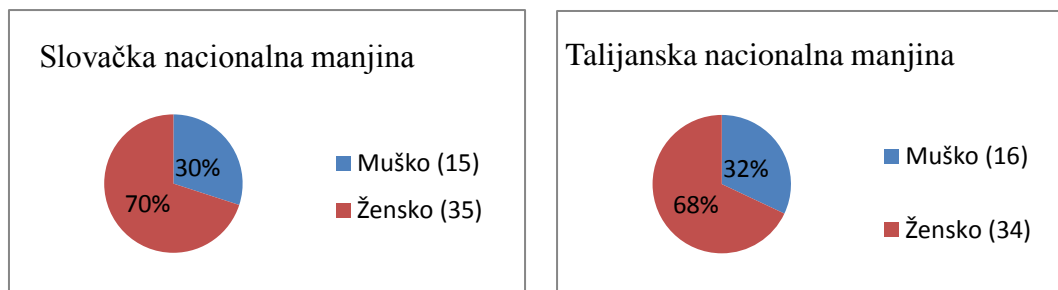 Slovačka nacionalna manjina
30%
70%
Muško (15)
Žensko (35)
Talijanska nacionalna manjina
32%
68%
Muško (16)
Žensko (34)